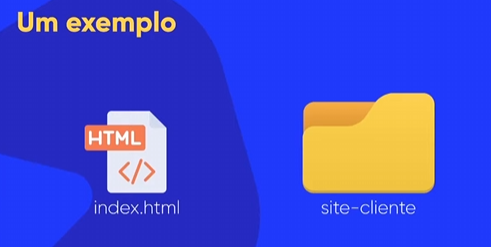 Um exemplo
HTML
</>
index.html
site-cliente